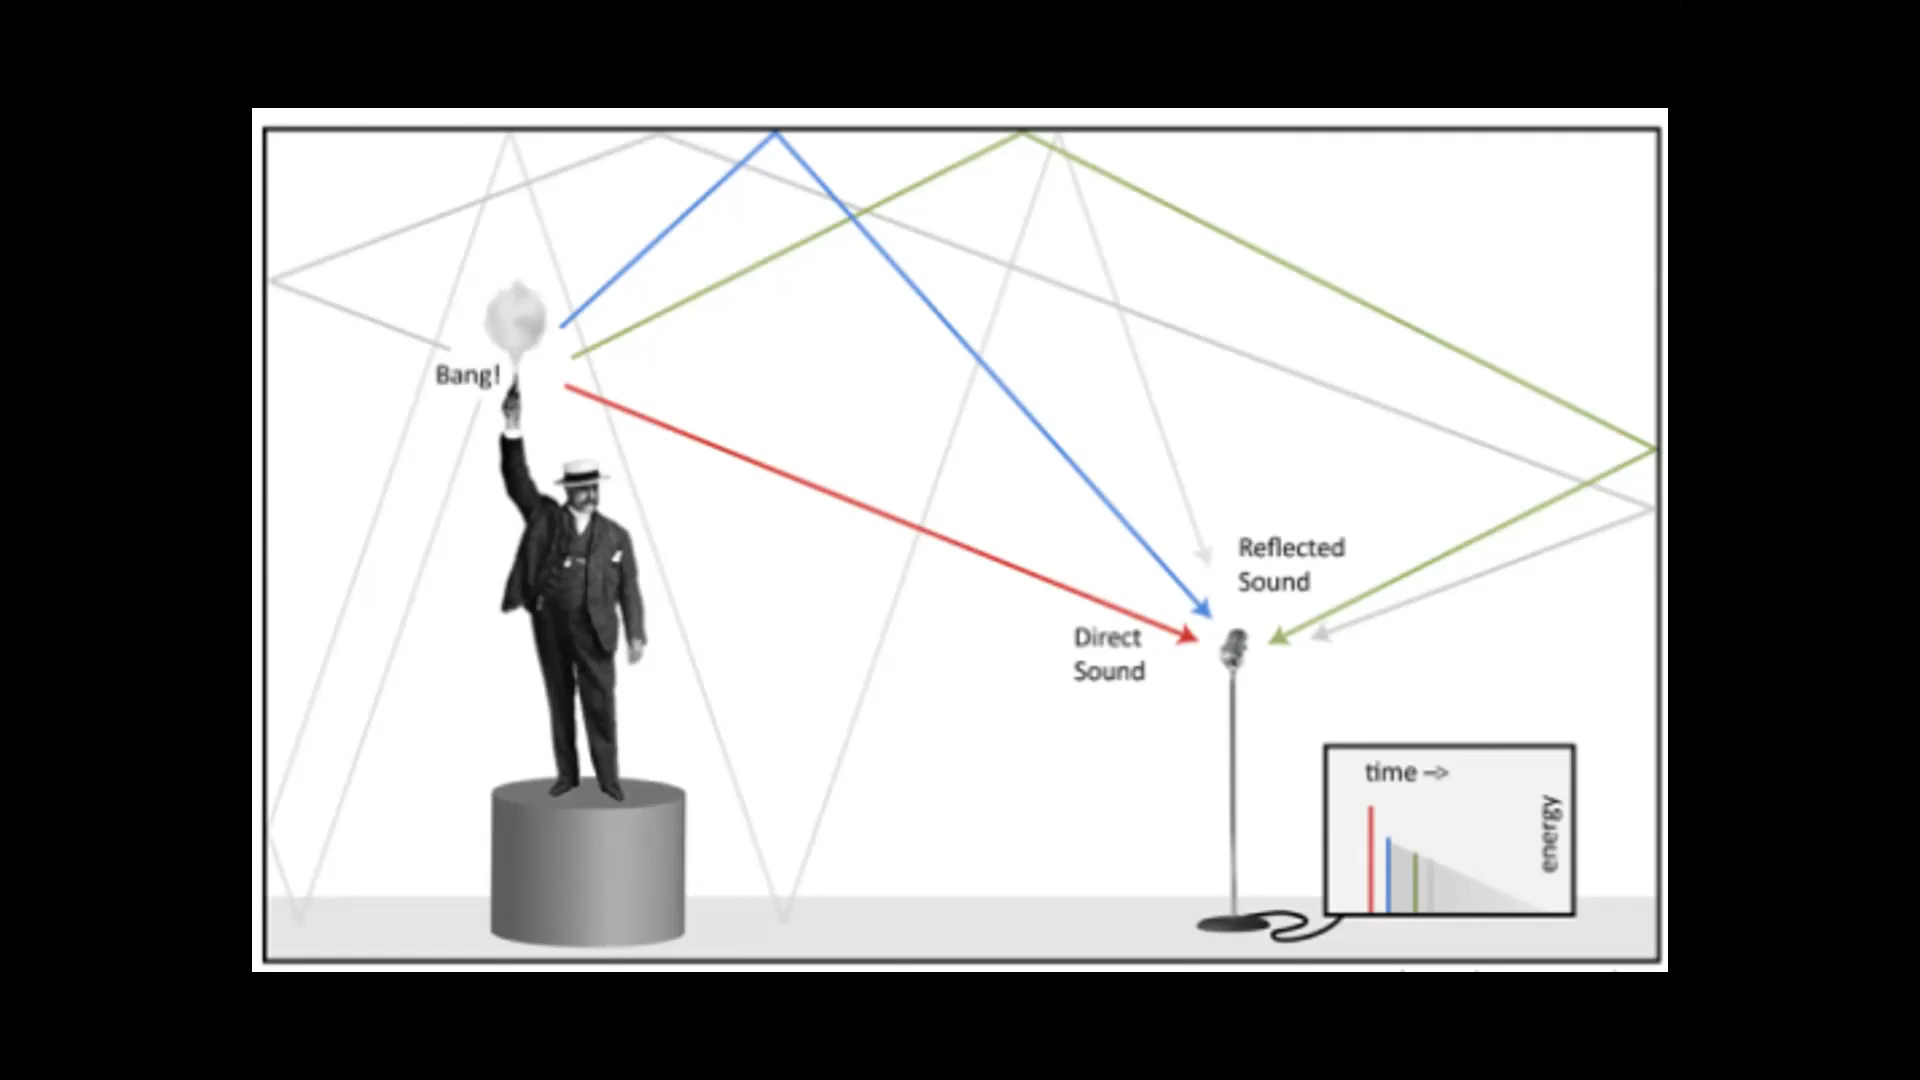 Bang!
Reflected
Sound
Direct
Sound
time -->
energy